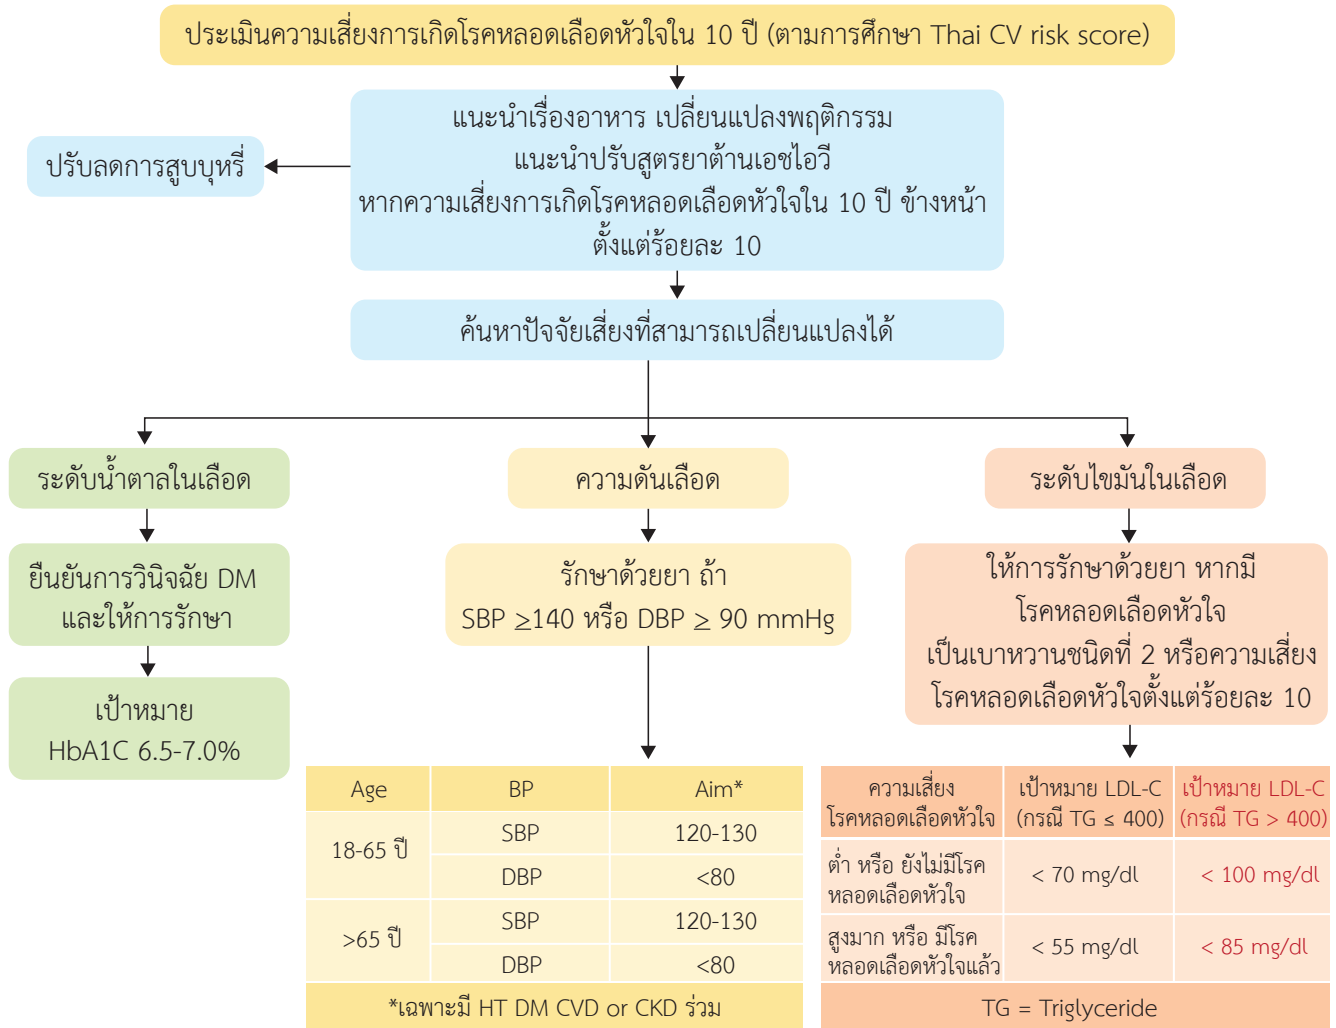 ประเมินความเสี่ยงการเกิดโรคหลอดเลือดหัวใจใน 10 ปี (ตามการศึกษา Thai CV risk score)
แนะนำเรื่องอาหาร เปลี่ยนแปลงพฤติกรรม
แนะนำปรับสูตรยาต้านเอชไอวี
หากความเสี่ยงการเกิดโรคหลอดเลือดหัวใจใน 10 ปี ข้างหน้า
ตั้งแต่ร้อยละ 10
ปรับลดการสูบบุหรี่
ค้นหาปัจจัยเสี่ยงที่สามารถเปลี่ยนแปลงได้
ระดับน้ำตาลในเลือด
ยืนยันการวินิจฉัย DM
และให้การรักษา
เป้าหมาย
HbA1C 6.5-7.0%
ความดันเลือด
รักษาด้วยยา ถ้า
SBP ≥140 หรือ DBP ≥ 90 mmHg
Age BP Aim*
18-65 ปี SBP 120-130
DBP <80
>65 ปี SBP 120-130
DBP <80
*เฉพาะมี HT DM CVD or CKD ร่วม
ระดับไขมันในเลือด
ให้การรักษาด้วยยา หากมี
โรคหลอดเลือดหัวใจ
เป็นเบาหวานชนิดที่ 2 หรือความเสี่ยง
โรคหลอดเลือดหัวใจตั้งแต่ร้อยละ 10
ความเสี่ยง เป้าหมาย LDL-C เป้าหมาย LDL-C
โรคหลอดเลือดหัวใจ (กรณี TG ≤ 400) (กรณี TG > 400)
ต่ำ หรือ ยังไม่มีโรค
หลอดเลือดหัวใจ < 70 mg/dl < 100 mg/dl
สูงมาก หรือ มีโรค
หลอดเลือดหัวใจแล้ว < 55 mg/dl < 85 mg/dl
TG = Triglyceride